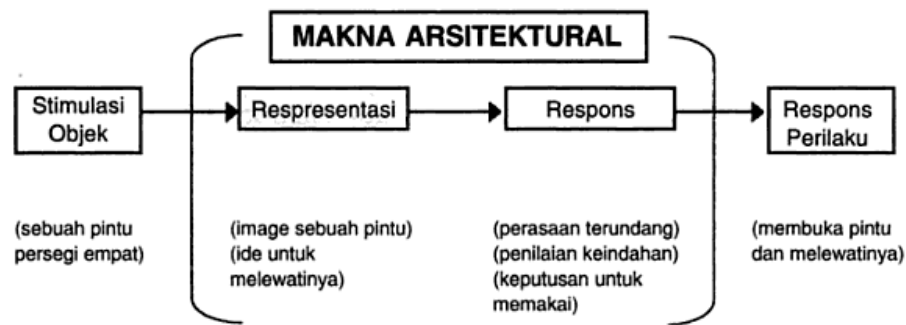 MAKNA ARSITEKTURAL
Stimulasi
Objek
Respresentasi
Respons
Respons
Perilaku
(sebuah pintu
persegi empat)
(image sebuah pintu)
(ide untuk
melewatinya)
(perasaan terundang)
(penilaian keindahan)
(keputusan untuk
memakai)
(membuka pintu
dan melewatinya)